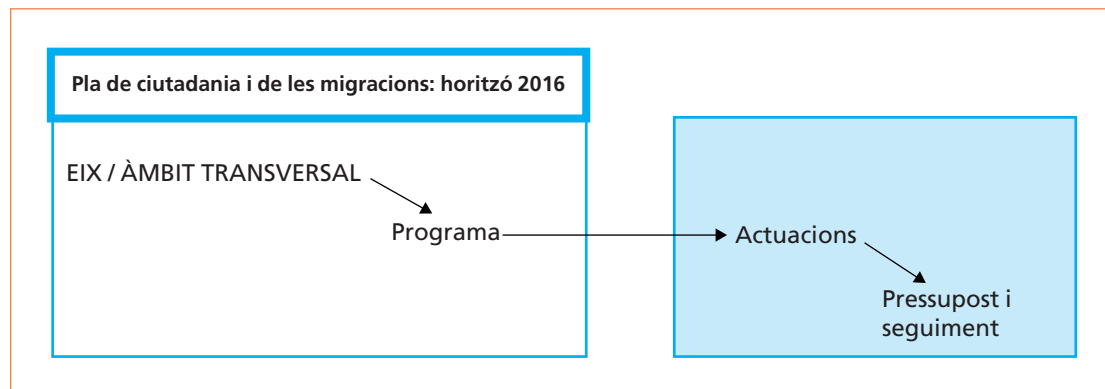 Pla de ciutadania i de les migracions: horitzó 2016
EIX / ÀMBIT TRANSVERSAL
Programa
Actuacions
Pressupost i
seguiment